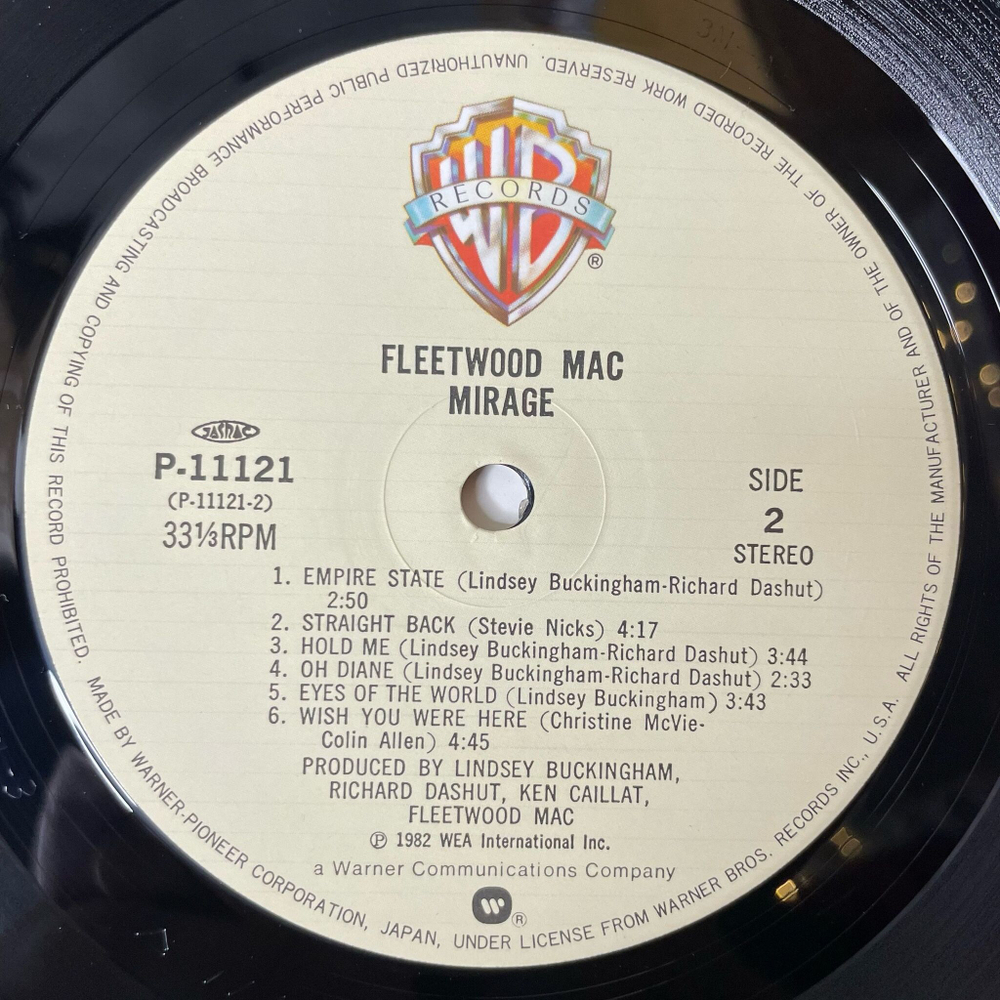 WB
RECORDS
®
FLEETWOOD MAC
MIRAGE
JASRAC
P-11121
(P-11121-2)
33⅓RPM
SIDE
2
STEREO
1. EMPIRE STATE (Lindsey Buckingham-Richard Dashut)
2:50
2. STRAIGHT BACK (Stevie Nicks) 4:17
3. HOLD ME (Lindsey Buckingham-Richard Dashut) 3:44
4. OH DIANE (Lindsey Buckingham-Richard Dashut) 2:33
5. EYES OF THE WORLD (Lindsey Buckingham) 3:43
6. WISH YOU WERE HERE (Christine McVie-
Colin Allen) 4:45
PRODUCED BY LINDSEY BUCKINGHAM,
RICHARD DASHUT, KEN CAILLAT,
FLEETWOOD MAC
℗ 1982 WEA International Inc.
a Warner Communications Company
®
MADE BY WARNER-PIONEER CORPORATION, JAPAN, UNDER LICENSE FROM WARNER BROS. RECORDS INC., U.S.A. ALL RIGHTS OF THE MANUFACTURER AND OF THE OWNER OF THE RECORDED WORK RESERVED. UNAUTHORIZED PUBLIC PERFORMANCE BROADCASTING AND COPYING OF THIS RECORD PROHIBITED.